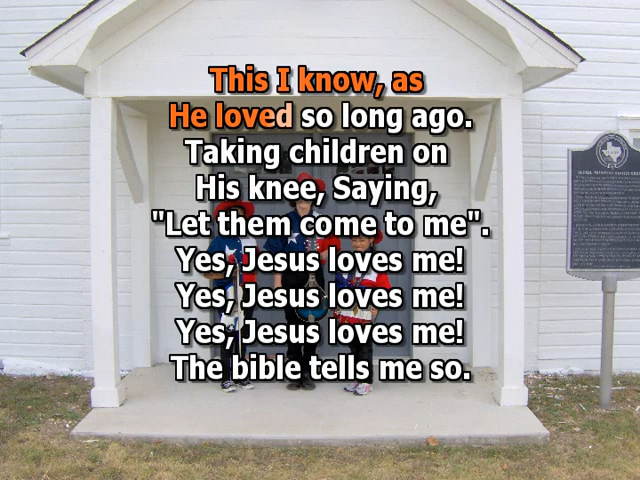 This I know, as
He loved so long ago.
Taking children on
His knee, Saying,
"Let them come to me".
Yes, Jesus loves me!
Yes, Jesus loves me!
Yes, Jesus loves me!
The bible tells me so.